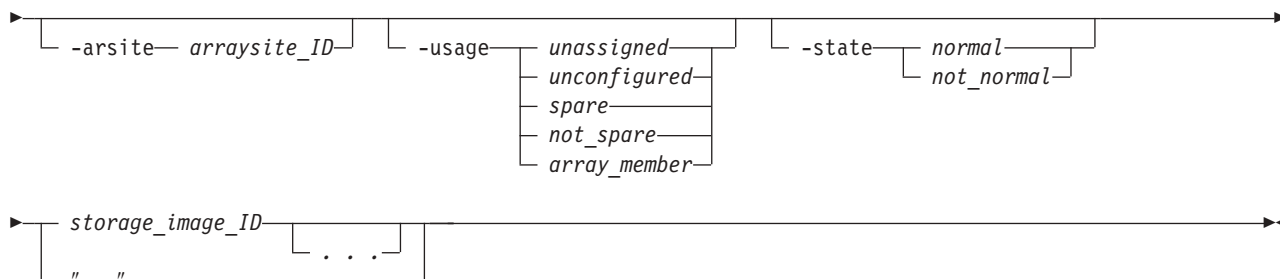 -arsite arraysite_ID -usage unassigned -state normal
unconfigured not_normal
spare
not_spare
array_member
storage_image_ID
. . .
" "